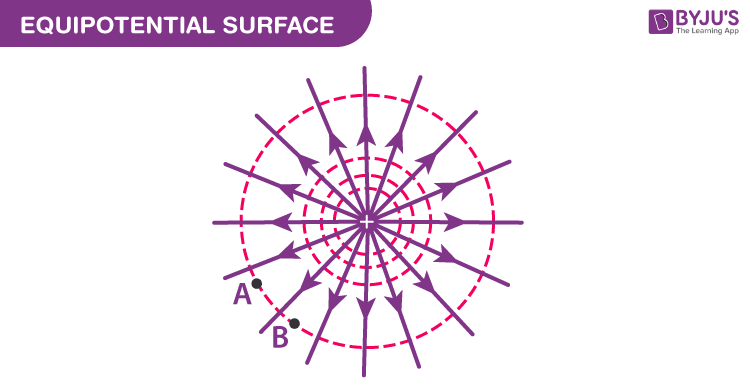 EQUIPOTENTIAL SURFACE
BYJU'S
The Learning App
+
A
B